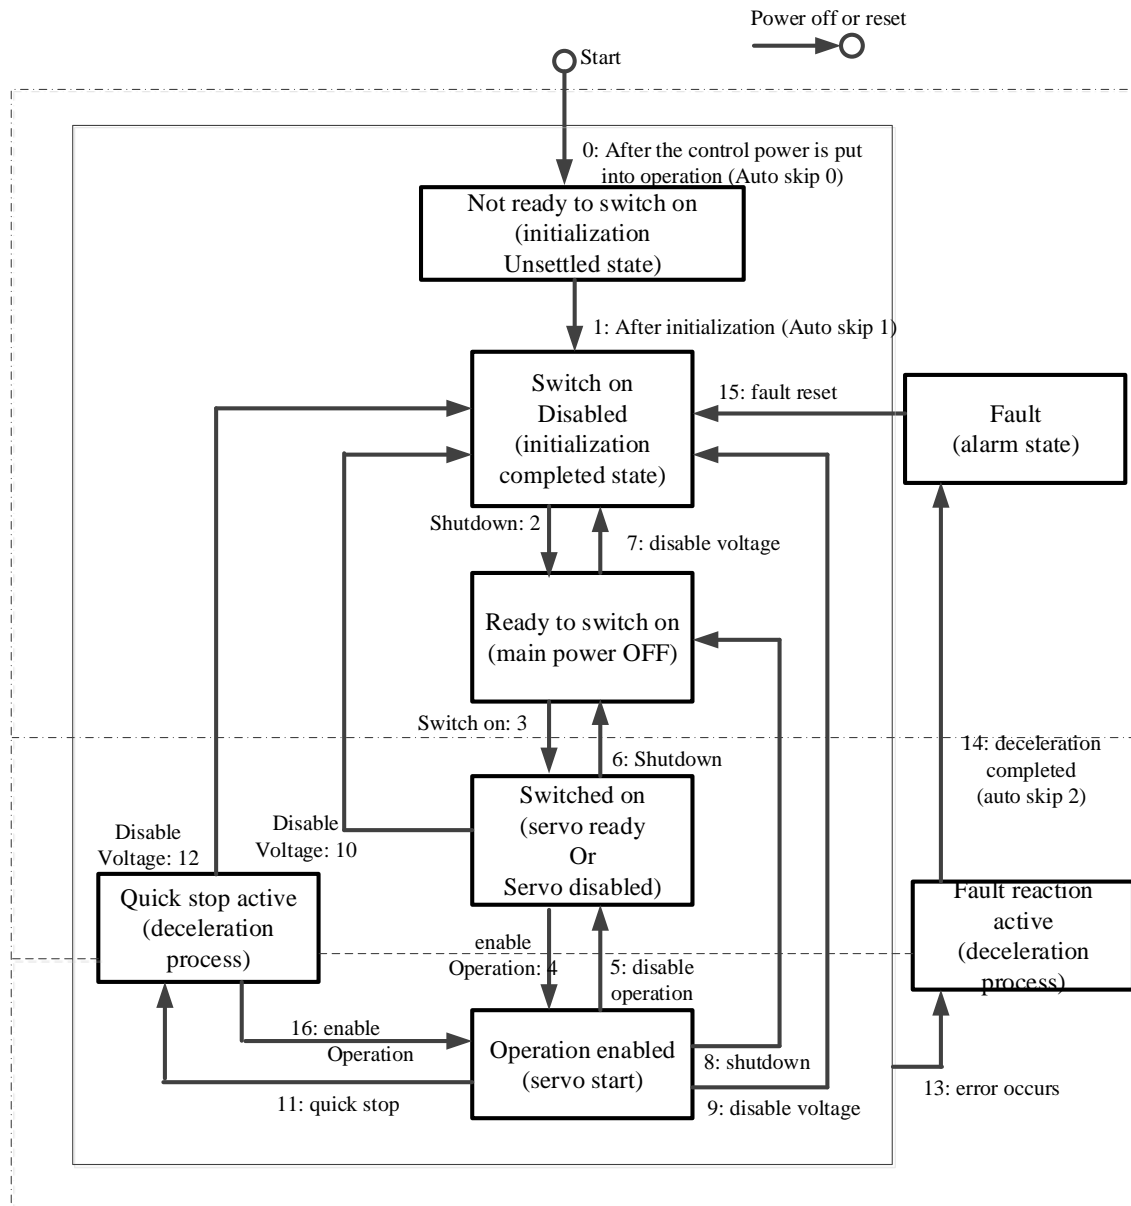 Power off or reset
Start
0: After the control power is put
into operation (Auto skip 0)
Not ready to switch on
(initialization
Unsettled state)
1: After initialization (Auto skip 1)
Switch on
Disabled
(initialization
completed state)
15: fault reset
Fault
(alarm state)
Shutdown: 2
7: disable voltage
Ready to switch on
(main power OFF)
Switch on: 3
6: Shutdown
14: deceleration
completed
(auto skip 2)
Switched on
(servo ready
Or
Servo disabled)
Disable
Voltage: 12
Disable
Voltage: 10
Quick stop active
(deceleration
process)
Fault reaction
active
(deceleration
process)
enable
Operation: 4
5: disable
operation
16: enable
Operation
Operation enabled
(servo start)
8: shutdown
11: quick stop
9: disable voltage
13: error occurs